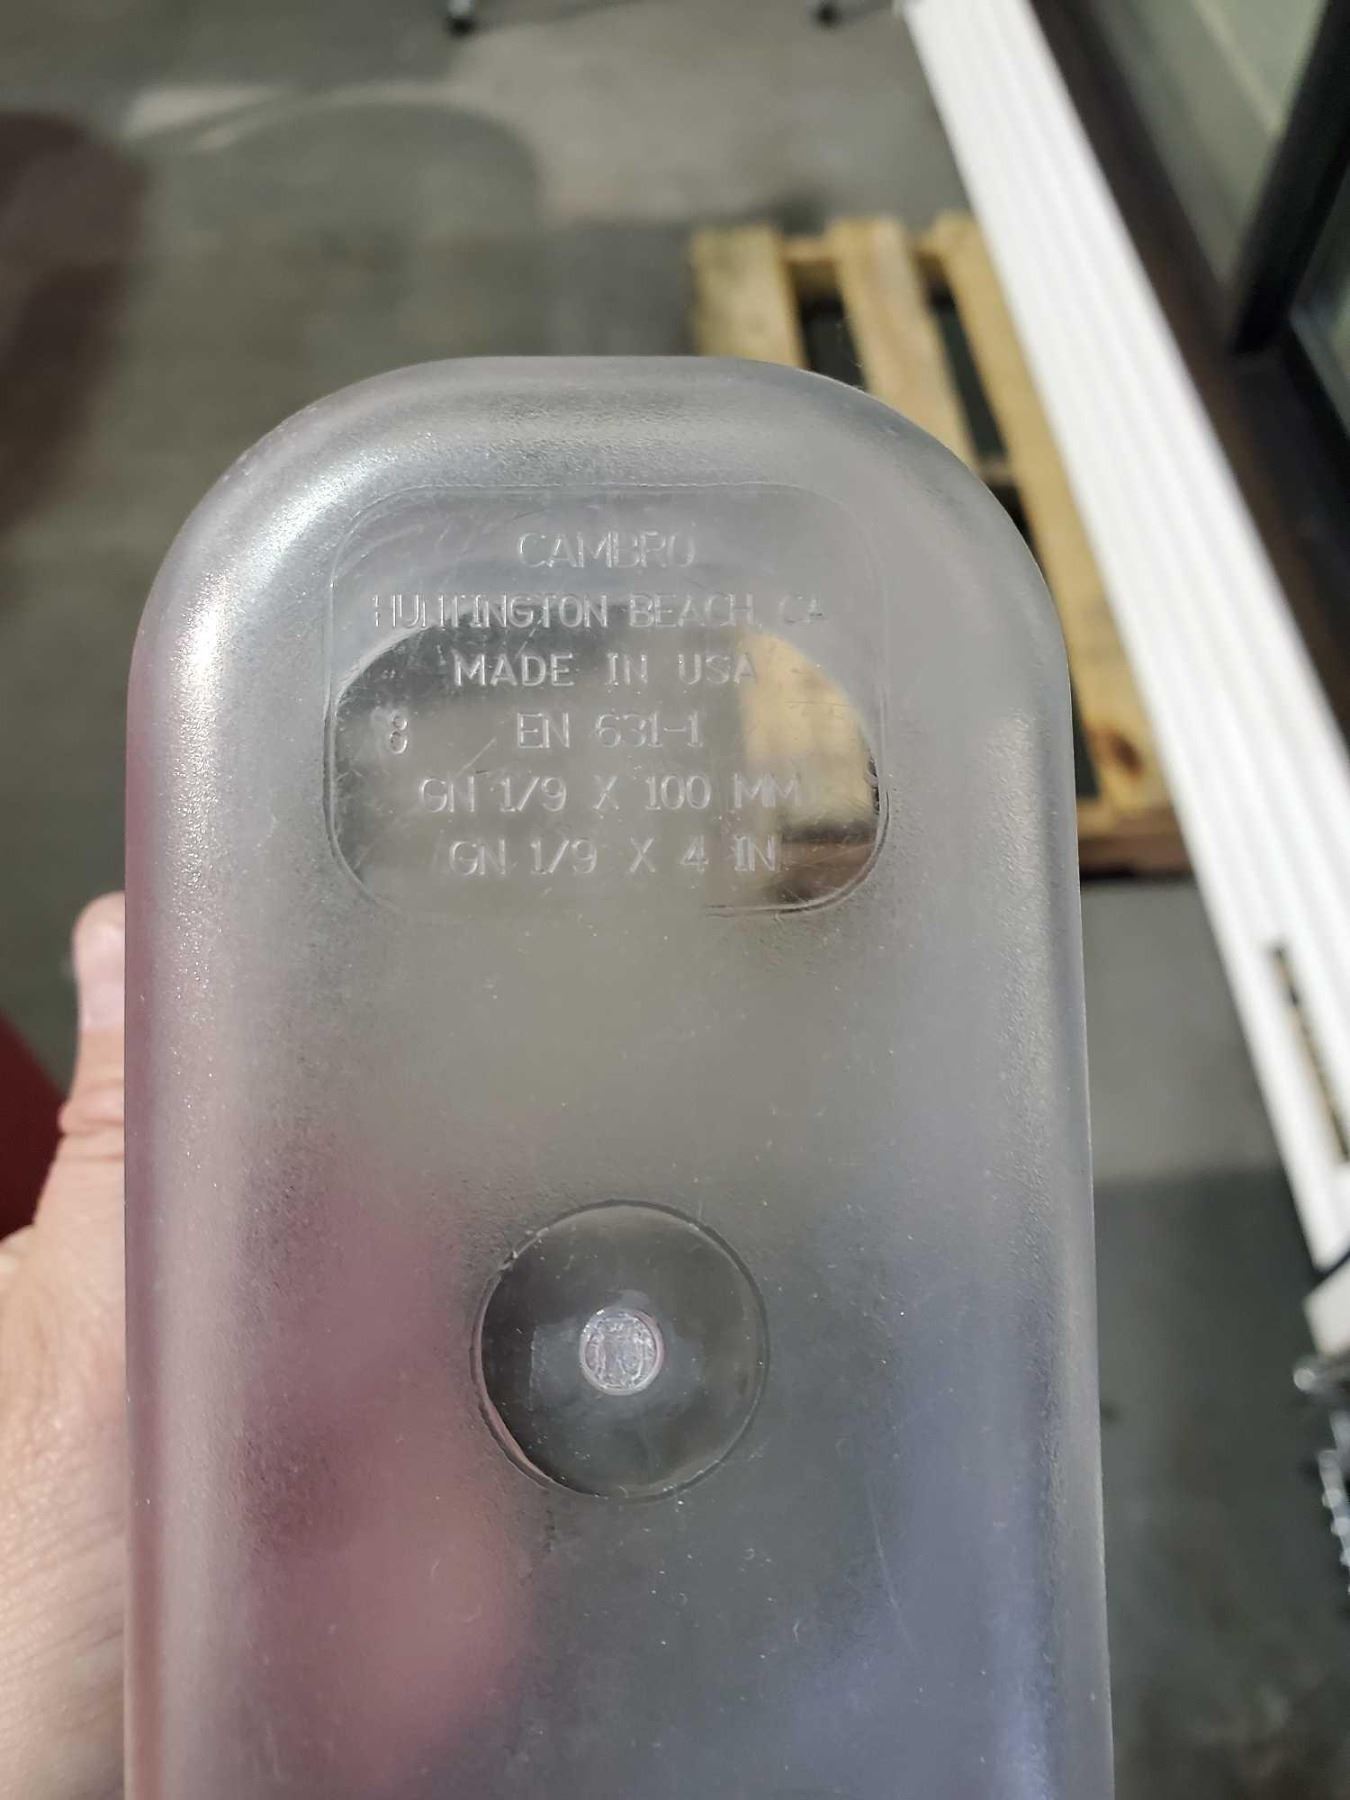 CAMBRO
HUNTINGTON BEACH, CA
MADE IN USA
8 EN 631-1
GN 1/9 X 100 MM
GN 1/9 X 4 IN